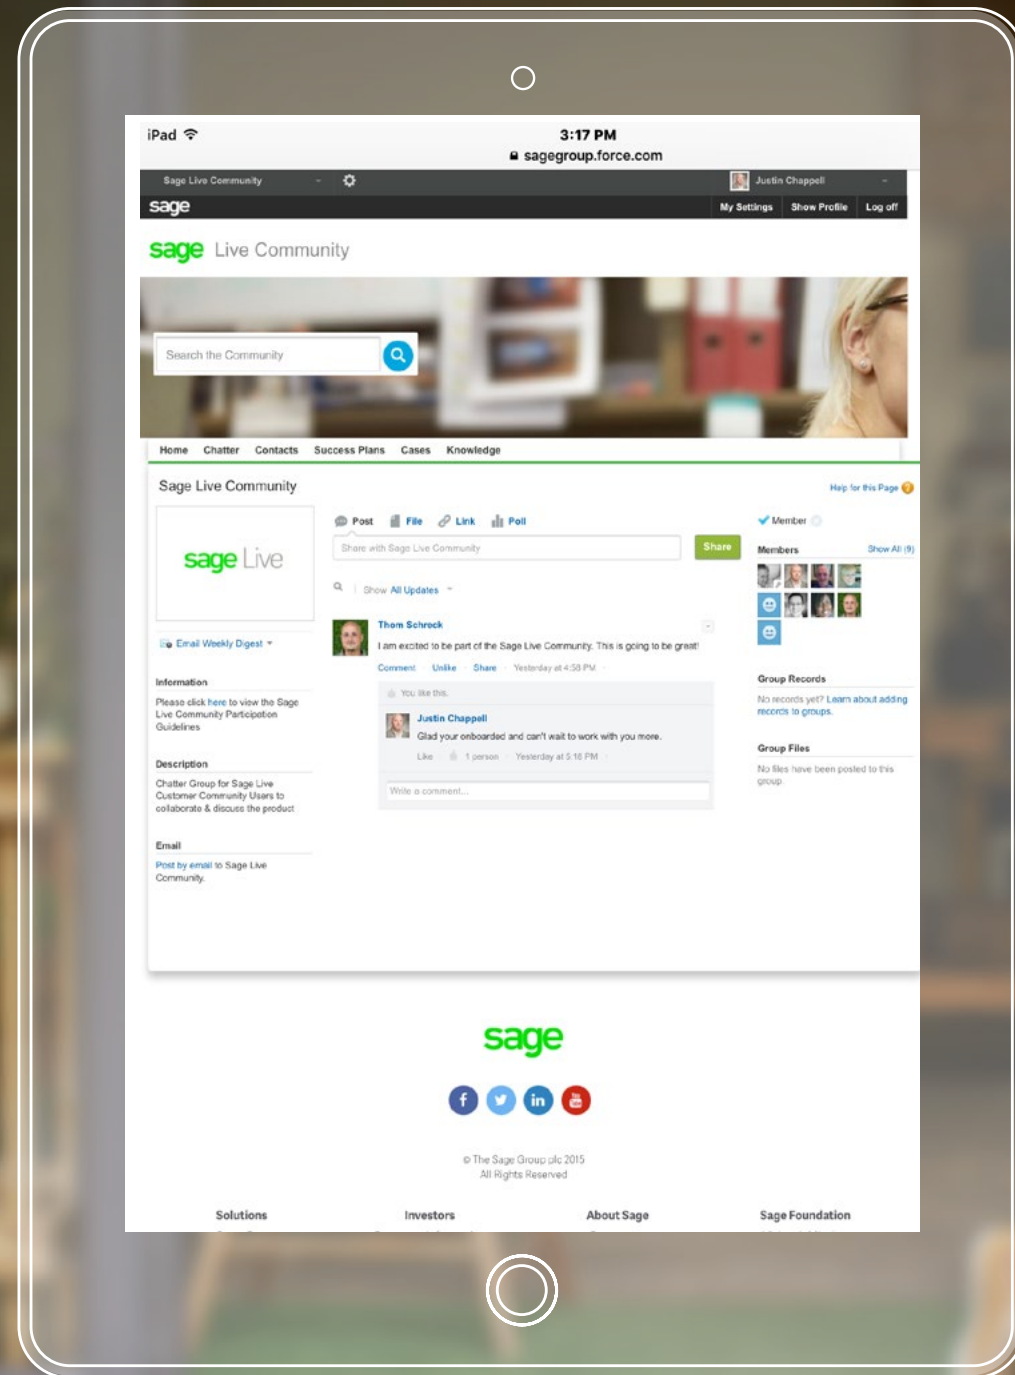 iPad
3:17 PM
sagegroup.force.com
Sage Live Community
Justin Chappell
sage
My Settings Show Profile Log off
sage Live Community
Search the Community
Home Chatter Contacts Success Plans Cases Knowledge
Sage Live Community
Help for this Page ?
sage Live
Email Weekly Digest
Information
Please click here to view the Sage
Live Community Participation
Guidelines
Description
Chatter Group for Sage Live
Customer Community Users to
collaborate & discuss the product
Email
Post by email to Sage Live
Community.
Post File Link Poll
Share with Sage Live Community
Share
Show All Updates
Thom Schrock
I am excited to be part of the Sage Live Community. This is going to be great!
Comment · Unlike · Share · Yesterday at 4:58 PM ·
You like this.
Justin Chappell
Glad your onboarded and can't wait to work with you more.
Like · 1 person · Yesterday at 5:18 PM ·
Write a comment...
Member
Members Show All (9)
Group Records
No records yet? Learn about adding
records to groups.
Group Files
No files have been posted to this
group.
sage
f in You Tube
© The Sage Group plc 2015
All Rights Reserved
Solutions Investors About Sage Sage Foundation